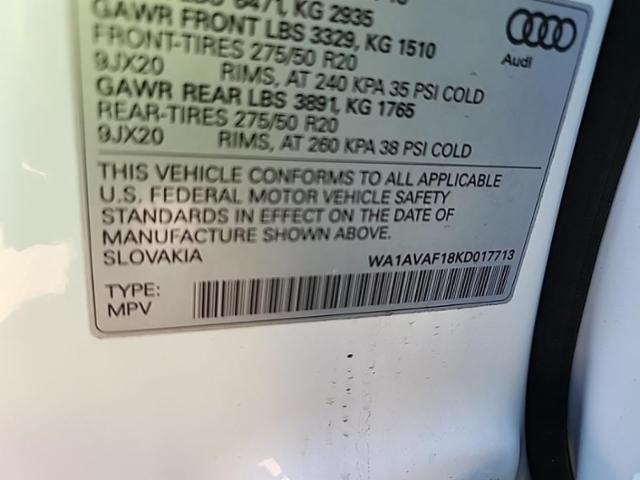 6471, KG 2935
GAWR FRONT LBS 3329, KG 1510
FRONT-TIRES 275/50 R20
9JX20 RIMS, AT 240 KPA 35 PSI COLD
GAWR REAR LBS 3891, KG 1765
REAR-TIRES 275/50 R20
9JX20 RIMS, AT 260 KPA 38 PSI COLD
Audi
THIS VEHICLE CONFORMS TO ALL APPLICABLE
U.S. FEDERAL MOTOR VEHICLE SAFETY
STANDARDS IN EFFECT ON THE DATE OF
MANUFACTURE SHOWN ABOVE.
SLOVAKIA WA1AVAF18KD017713
TYPE:
MPV